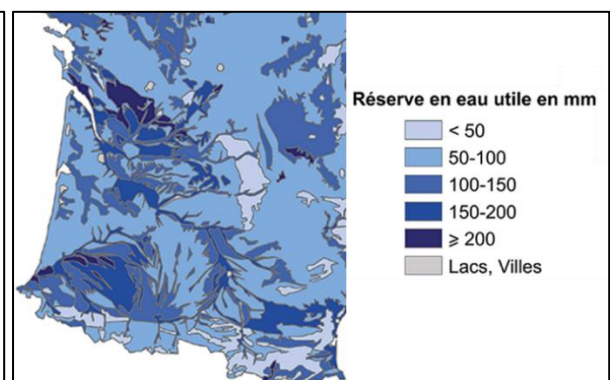 Réserve en eau utile en mm
< 50
50-100
100-150
150-200
⩾ 200
Lacs, Villes